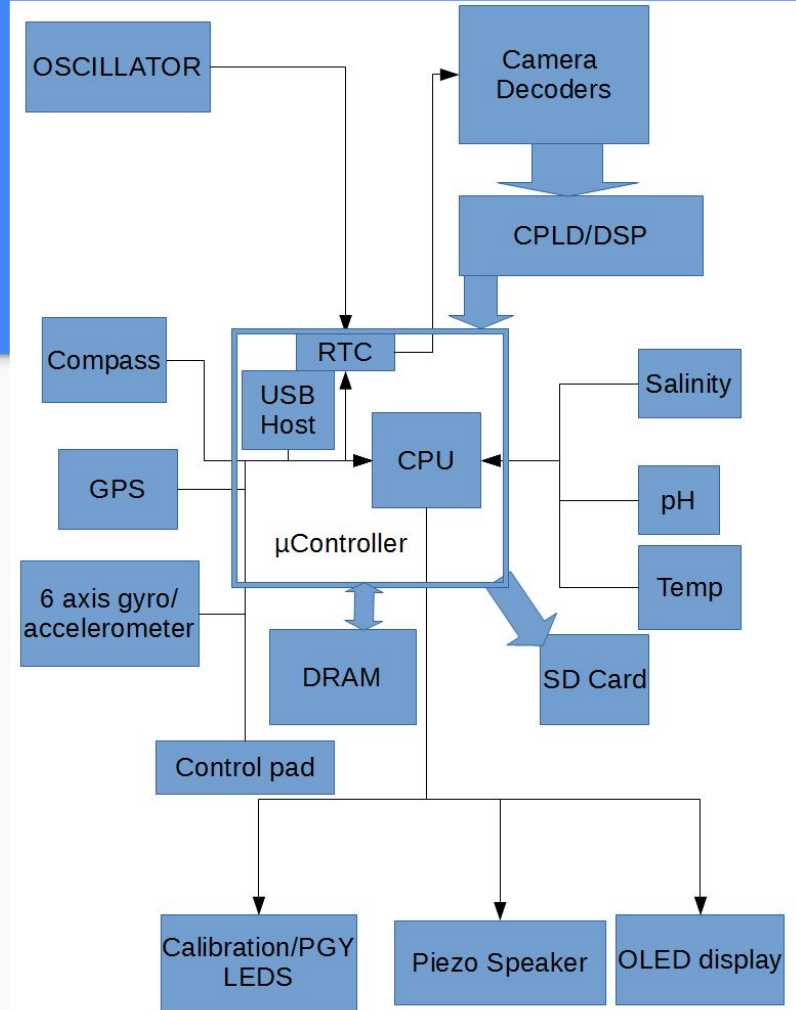 OSCILLATOR
Camera
Decoders
CPLD/DSP
RTC
Compass
USB
Host
Salinity
CPU
GPS
pH
µController
6 axis gyro/
accelerometer
Temp
DRAM
SD Card
Control pad
Calibration/PGY
LEDS
Piezo Speaker
OLED display